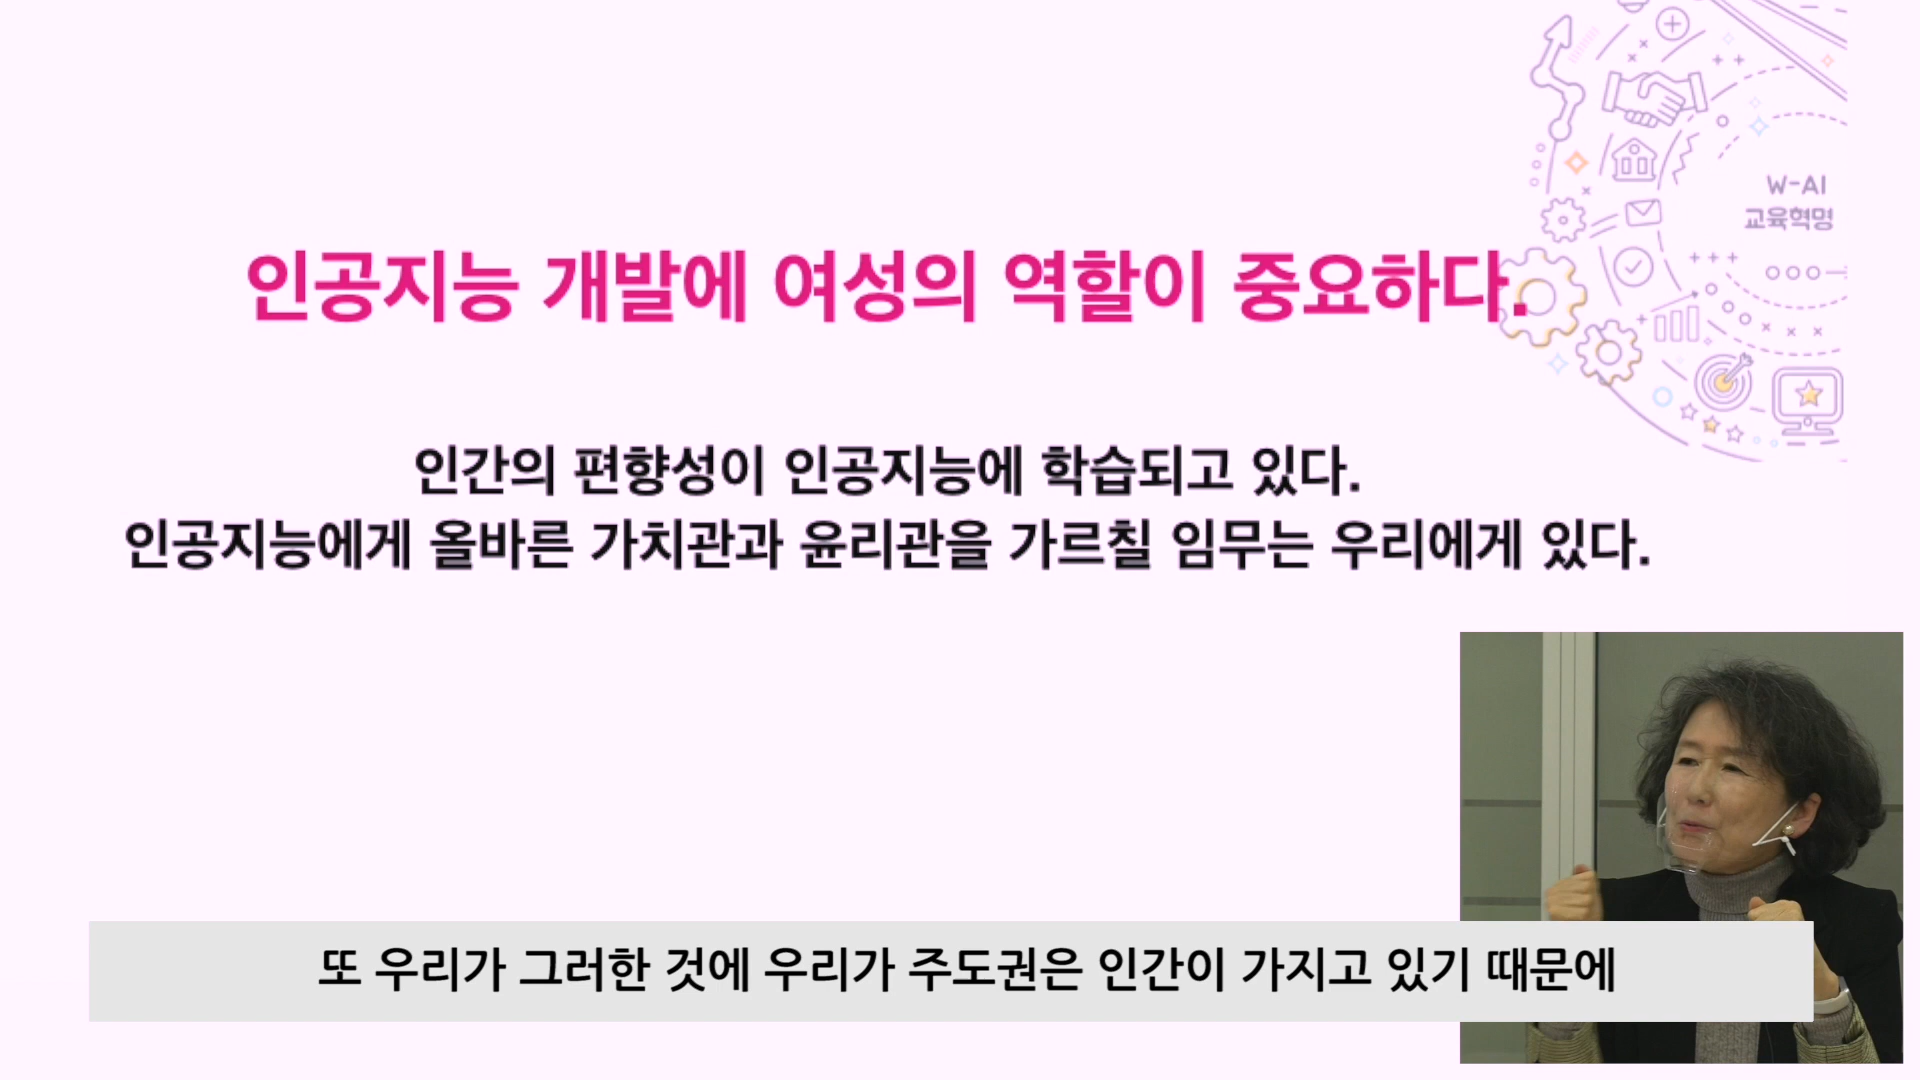 W-AI
교육혁명
인공지능 개발에 여성의 역할이 중요하다.
인간의 편향성이 인공지능에 학습되고 있다.
인공지능에게 올바른 가치관과 윤리관을 가르칠 임무는 우리에게 있다.
또 우리가 그러한 것에 우리가 주도권은 인간이 가지고 있기 때문에